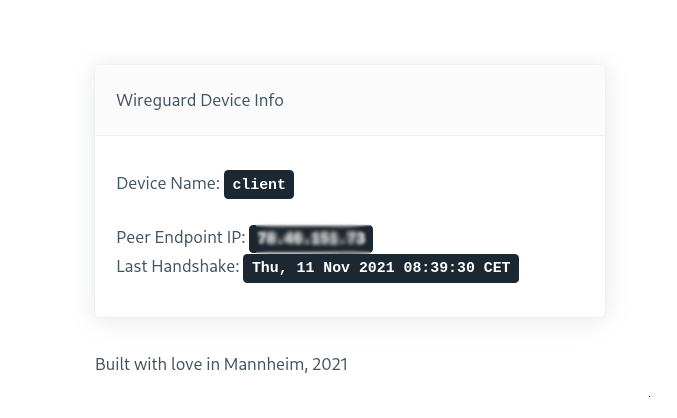 Wireguard Device Info
Device Name: client
Peer Endpoint IP:
Last Handshake: Thu, 11 Nov 2021 08:39:30 CET
Built with love in Mannheim, 2021